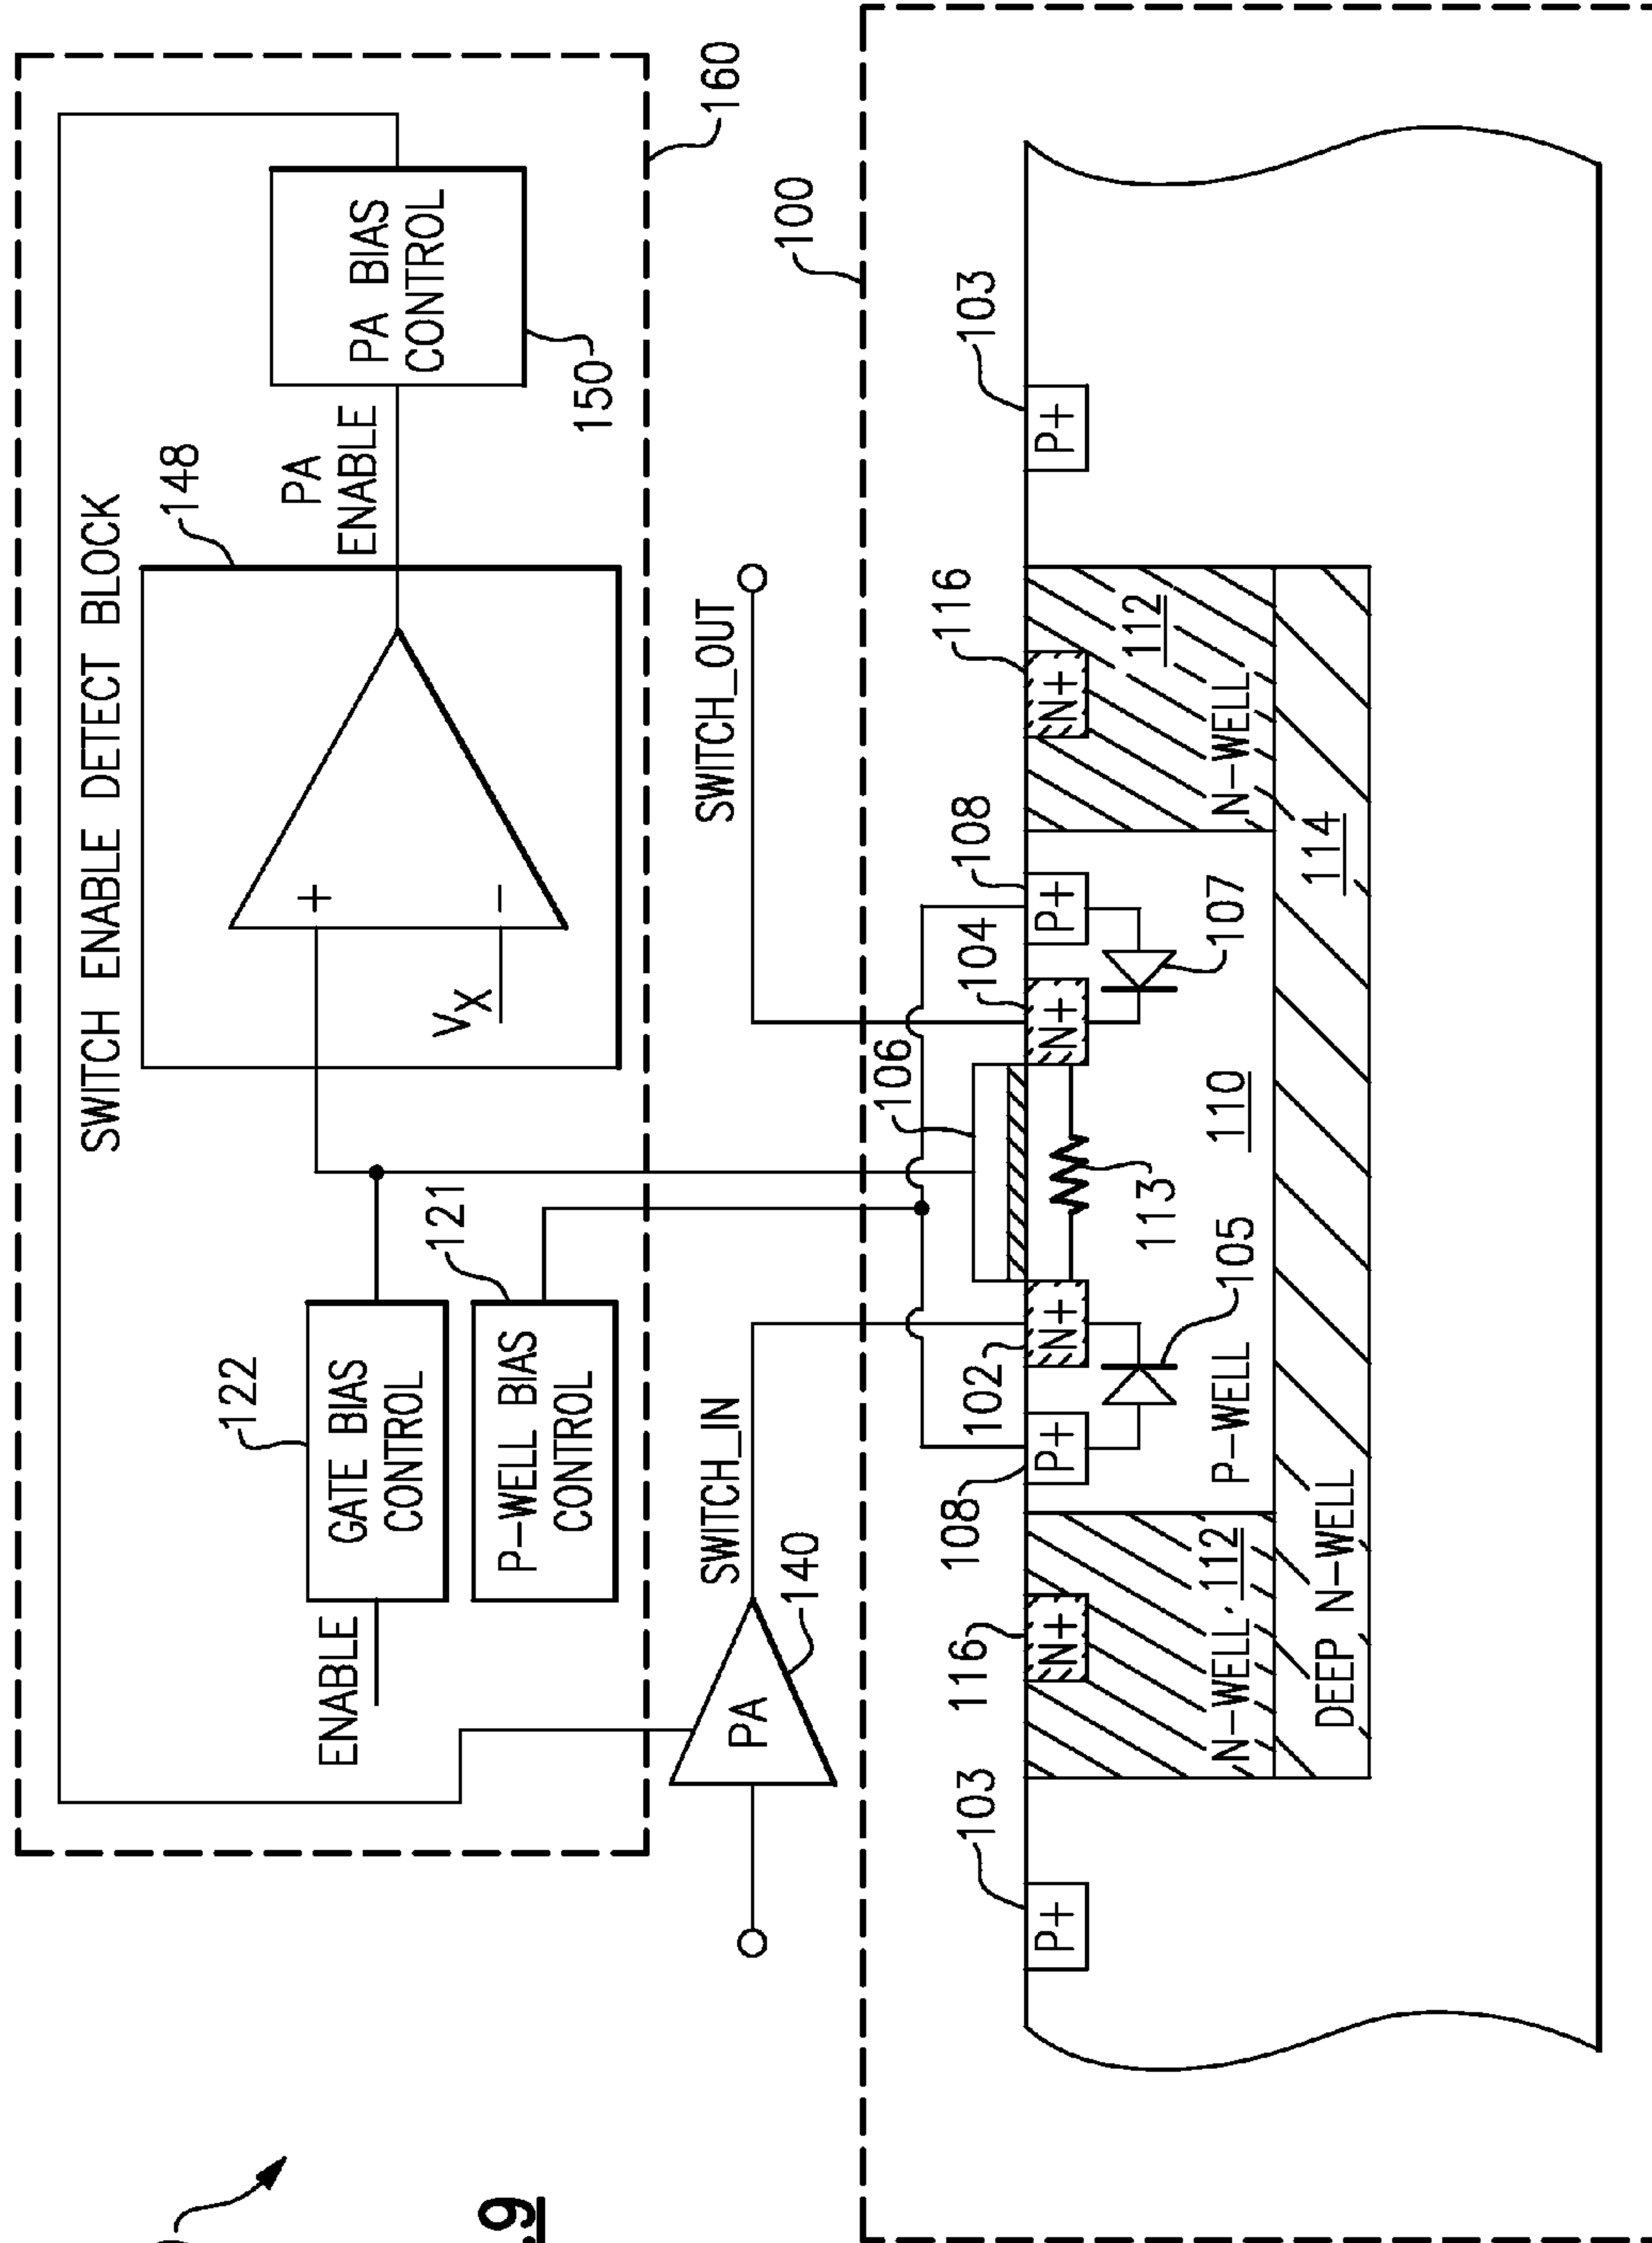 SWITCH ENABLE DETECT BLOCK
148
122
ENABLE
GATE BIAS
CONTROL
121
P-WELL BIAS
CONTROL
+
−
VX
PA
ENABLE
PA BIAS
CONTROL
150
160
PA
140
SWITCH_IN
SWITCH_OUT
100
103
116
108
102
106
104
108
116
103
P+
N+
P+
N+
N+
P+
N+
P+
105
113
107
N-WELL
112
P-WELL
110
N-WELL
112
DEEP N-WELL
114
.9